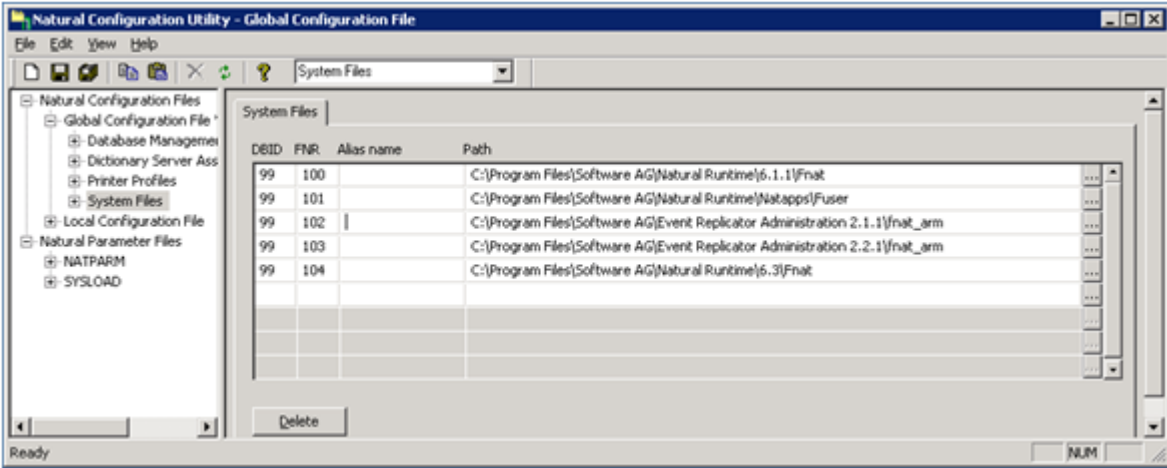 Natural Configuration Utility - Global Configuration File
File Edit View Help
System Files
Natural Configuration Files
Global Configuration File *
Database Managemen
Dictionary Server Ass
Printer Profiles
System Files
Local Configuration File
Natural Parameter Files
NATPARM
SYSLOAD
System Files
DBID FNR Alias name Path
99 100 C:\Program Files\Software AG\Natural Runtime\6.1.1\Fnat ...
99 101 C:\Program Files\Software AG\Natural Runtime\Natapps\Fuser ...
99 102 C:\Program Files\Software AG\Event Replicator Administration 2.1.1\fnat_arm ...
99 103 C:\Program Files\Software AG\Event Replicator Administration 2.2.1\fnat_arm ...
99 104 C:\Program Files\Software AG\Natural Runtime\6.3\Fnat ...
...
...
...
...
Delete
Ready NUM